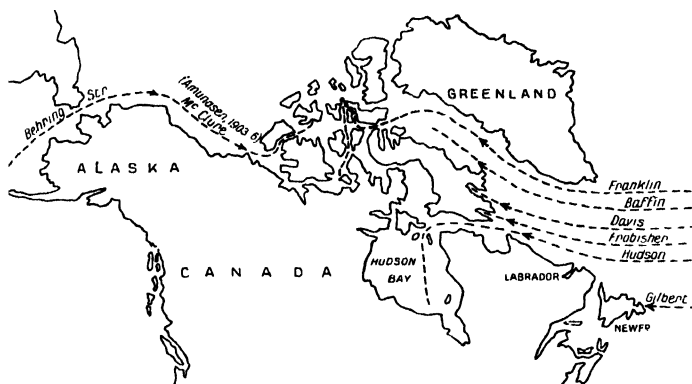 Behring Str
(Amundsen, 1903 6)
Mc Clure
GREENLAND
ALASKA
Franklin
Baffin
Davis
Frobisher
Hudson
CANADA
HUDSON
BAY
LABRADOR
Gilbert
NEWFD